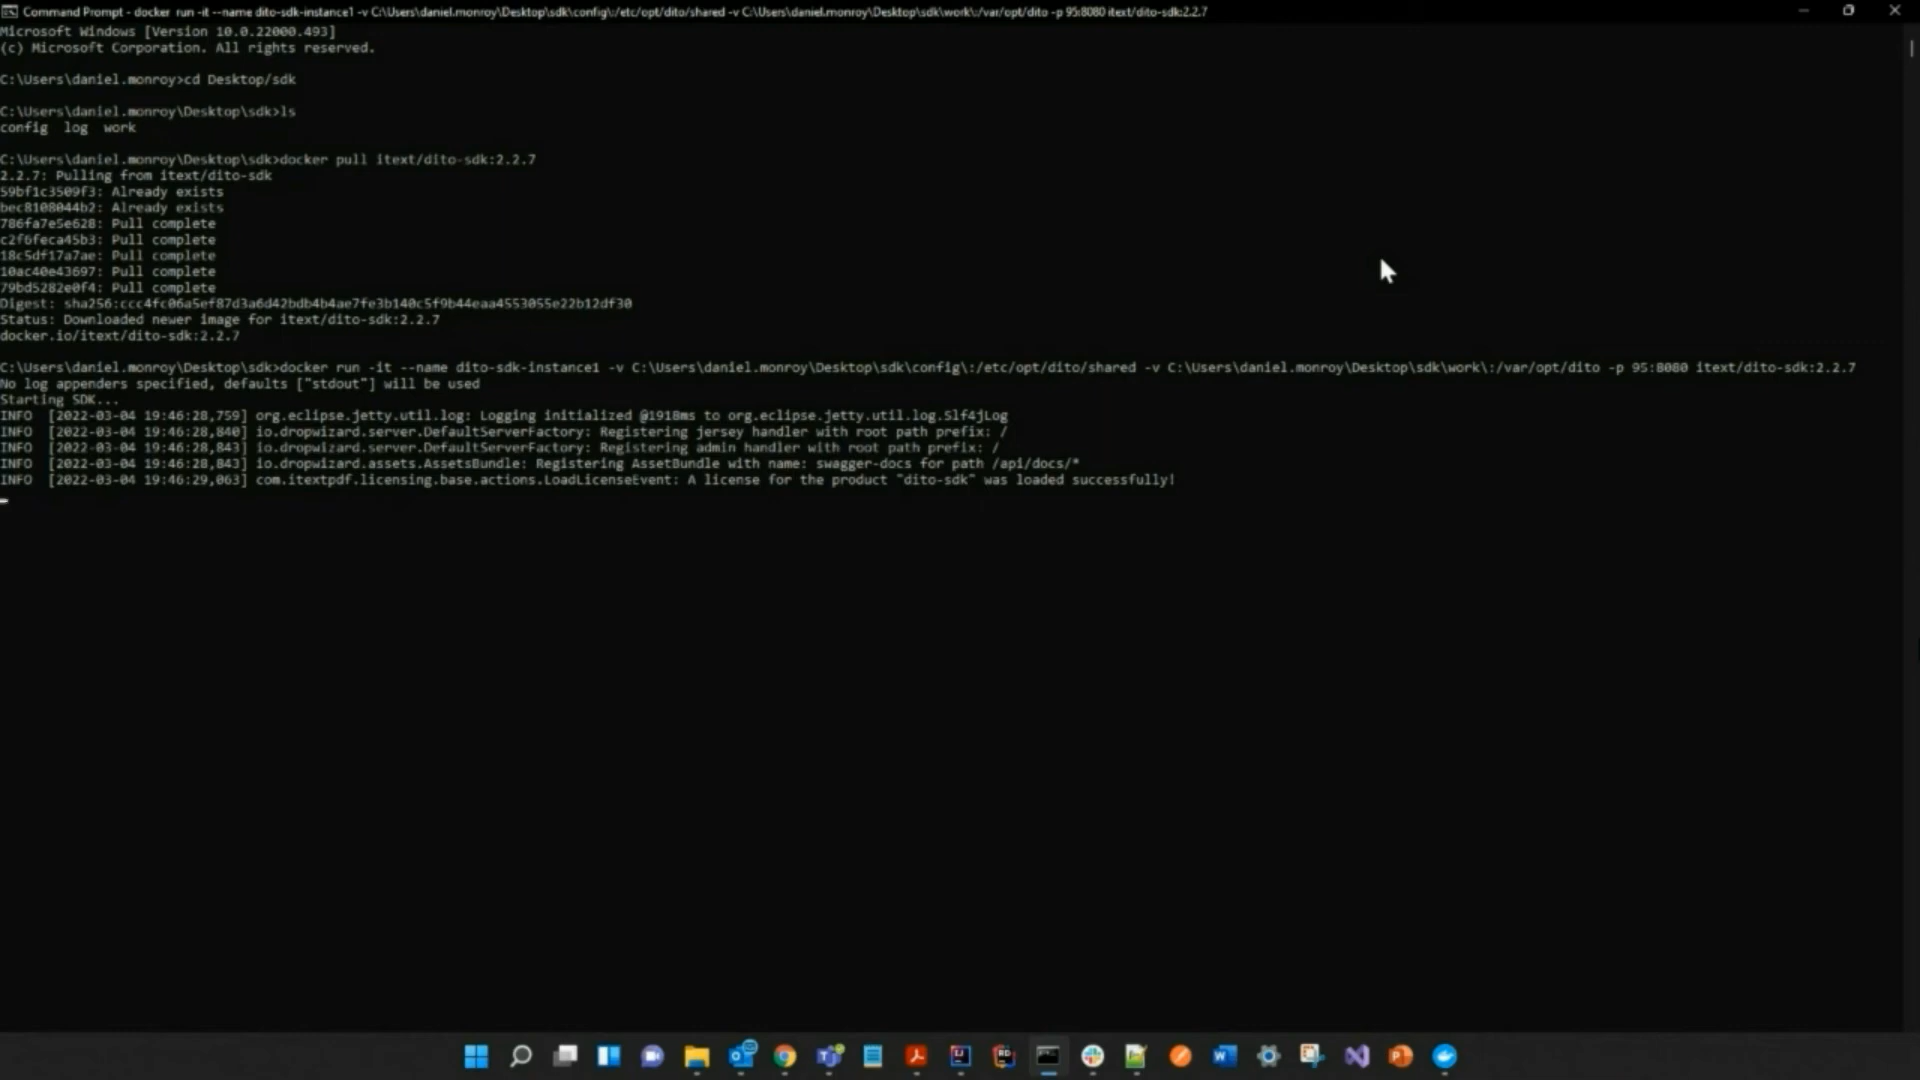 Command Prompt - docker run -it --name dito-sdk-instance1 -v C:\Users\daniel.monroy\Desktop\sdk\config\:/etc/opt/dito/shared -v C:\Users\daniel.monroy\Desktop\sdk\work\:/var/opt/dito -p 95:8080 itext/dito-sdk:2.2.7
Microsoft Windows [Version 10.0.22000.493]
(c) Microsoft Corporation. All rights reserved.
C:\Users\daniel.monroy>cd Desktop/sdk
C:\Users\daniel.monroy\Desktop\sdk>ls
config  log  work
C:\Users\daniel.monroy\Desktop\sdk>docker pull itext/dito-sdk:2.2.7
2.2.7: Pulling from itext/dito-sdk
59bf1c3509f3: Already exists
bec8108044b2: Already exists
786fa7e5e628: Pull complete
c2f6feca45b3: Pull complete
18c5df17a7ae: Pull complete
10ac40e43697: Pull complete
79bd5282e0f4: Pull complete
Digest: sha256:ccc4fc06a5ef87d3a6d42bdb4b4ae7fe3b140c5f9b44eaa4553055e22b12df30
Status: Downloaded newer image for itext/dito-sdk:2.2.7
docker.io/itext/dito-sdk:2.2.7
C:\Users\daniel.monroy\Desktop\sdk>docker run -it --name dito-sdk-instance1 -v C:\Users\daniel.monroy\Desktop\sdk\config\:/etc/opt/dito/shared -v C:\Users\daniel.monroy\Desktop\sdk\work\:/var/opt/dito -p 95:8080 itext/dito-sdk:2.2.7
No log appenders specified, defaults ["stdout"] will be used
Starting SDK...
INFO  [2022-03-04 19:46:28,759] org.eclipse.jetty.util.log: Logging initialized @1918ms to org.eclipse.jetty.util.log.Slf4jLog
INFO  [2022-03-04 19:46:28,840] io.dropwizard.server.DefaultServerFactory: Registering jersey handler with root path prefix: /
INFO  [2022-03-04 19:46:28,843] io.dropwizard.server.DefaultServerFactory: Registering admin handler with root path prefix: /
INFO  [2022-03-04 19:46:28,843] io.dropwizard.assets.AssetsBundle: Registering AssetBundle with name: swagger-docs for path /api/docs/*
INFO  [2022-03-04 19:46:29,063] com.itextpdf.licensing.base.actions.LoadLicenseEvent: A license for the product "dito-sdk" was loaded successfully!